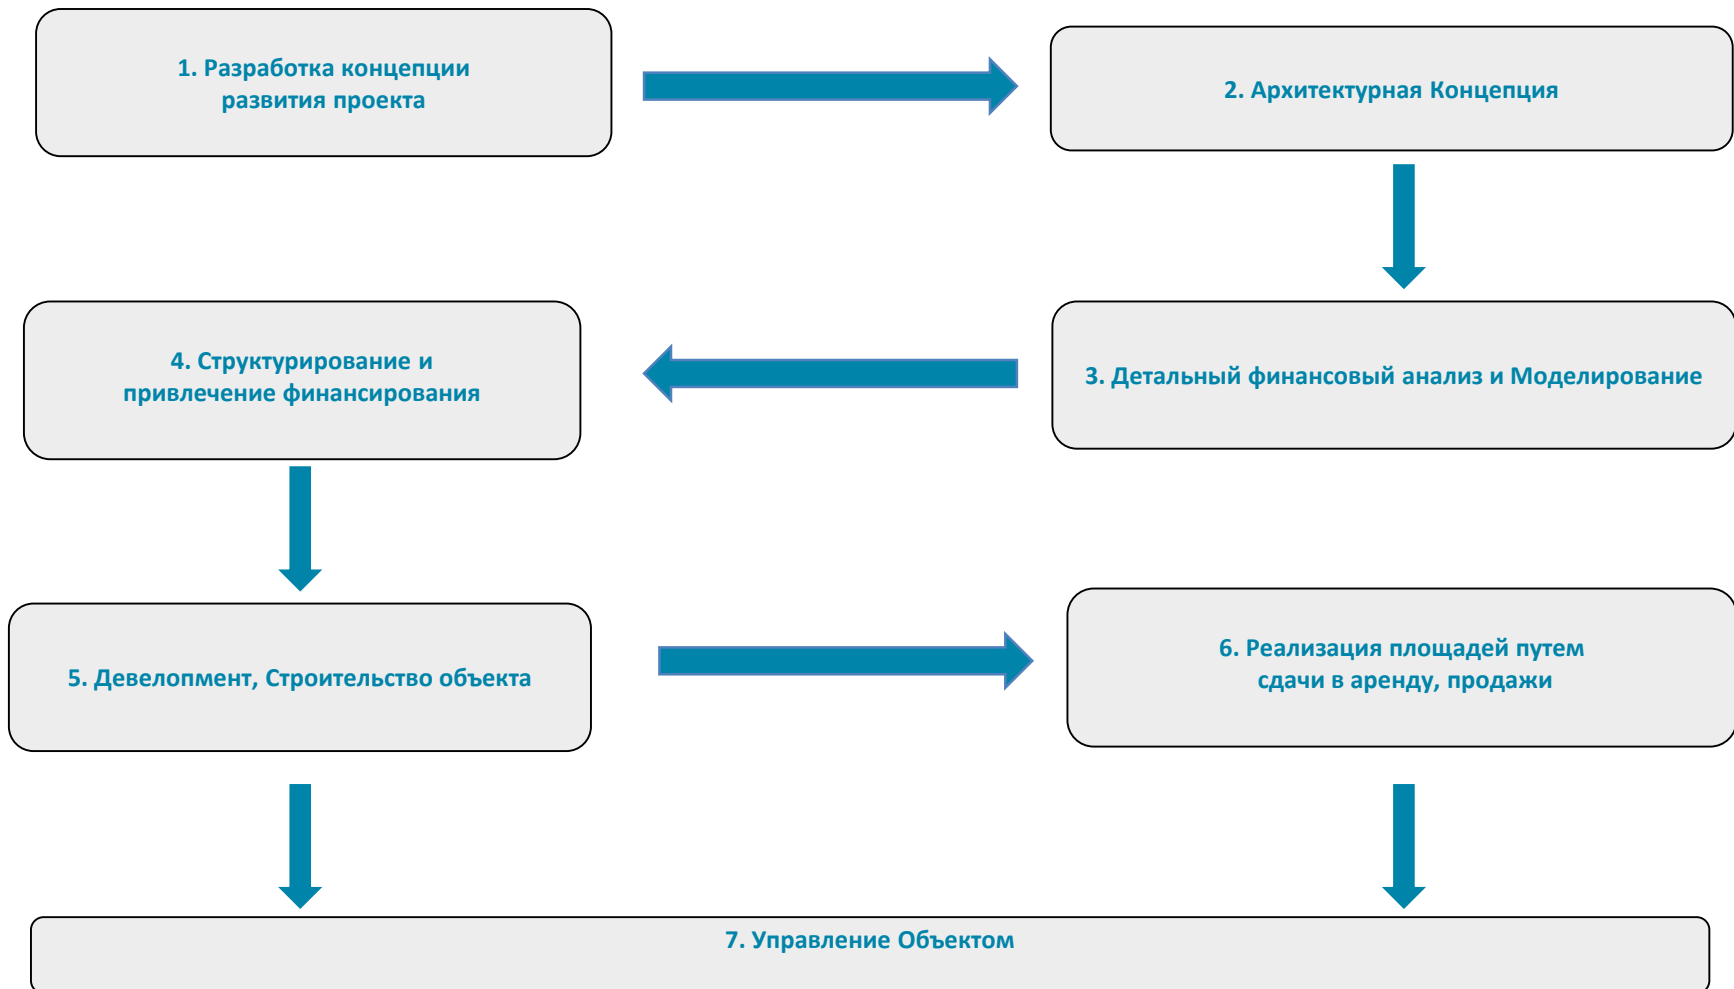 1. Разработка концепции
развития проекта
2. Архитектурная Концепция
3. Детальный финансовый анализ и Моделирование
4. Структурирование и
привлечение финансирования
5. Девелопмент, Строительство объекта
6. Реализация площадей путем
сдачи в аренду, продажи
7. Управление Объектом